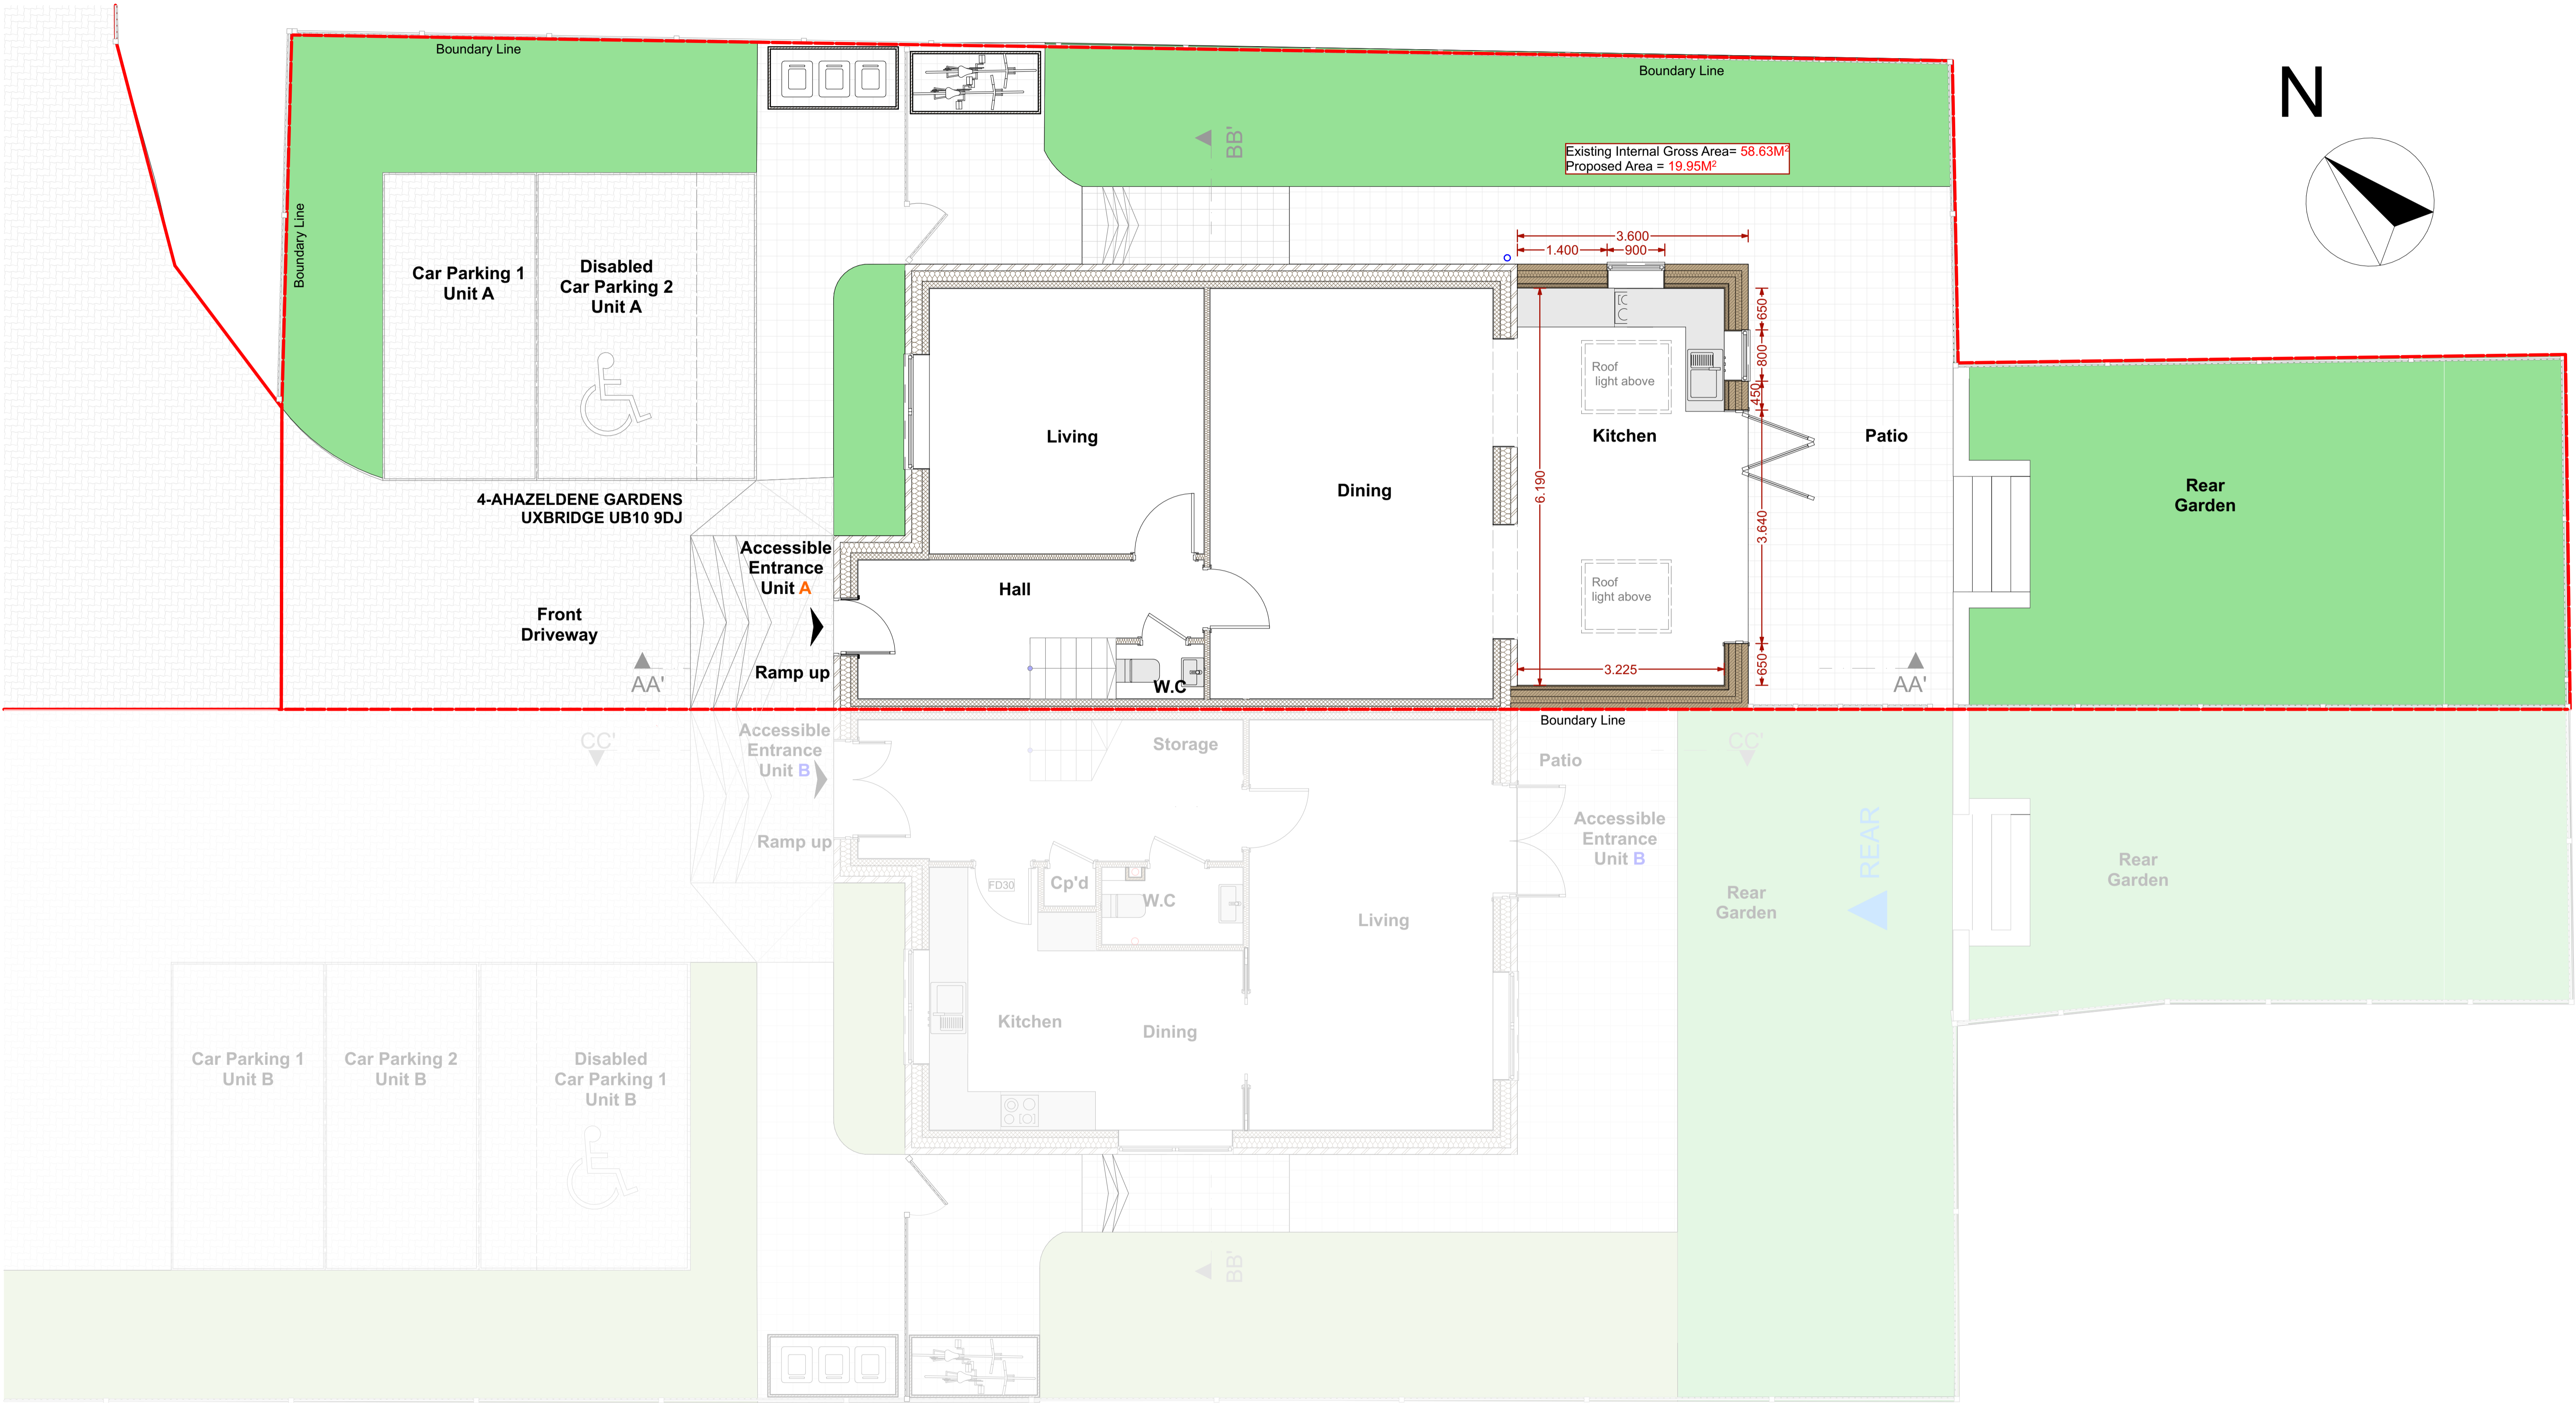 Boundary Line
Boundary Line
N
BB'
Existing Internal Gross Area= 58.63M²
Proposed Area = 19.95M²
Boundary Line
3.600
1.400
900
Car Parking 1
Unit A
Disabled
Car Parking 2
Unit A
650
800
450
Roof
light above
Living
Kitchen
Patio
Dining
6.190
3.640
Rear
Garden
4-AHAZELDENE GARDENS
UXBRIDGE UB10 9DJ
Accessible
Entrance
Unit A
Hall
Roof
light above
Front
Driveway
Ramp up
AA'
W.C
3.225
650
AA'
Boundary Line
Accessible
Entrance
Unit B
CC'
Storage
Patio
CC'
Ramp up
Accessible
Entrance
Unit B
REAR
FD30
Cp'd
W.C
Living
Rear
Garden
Rear
Garden
Kitchen
Dining
Car Parking 1
Unit B
Car Parking 2
Unit B
Disabled
Car Parking 1
Unit B
BB'